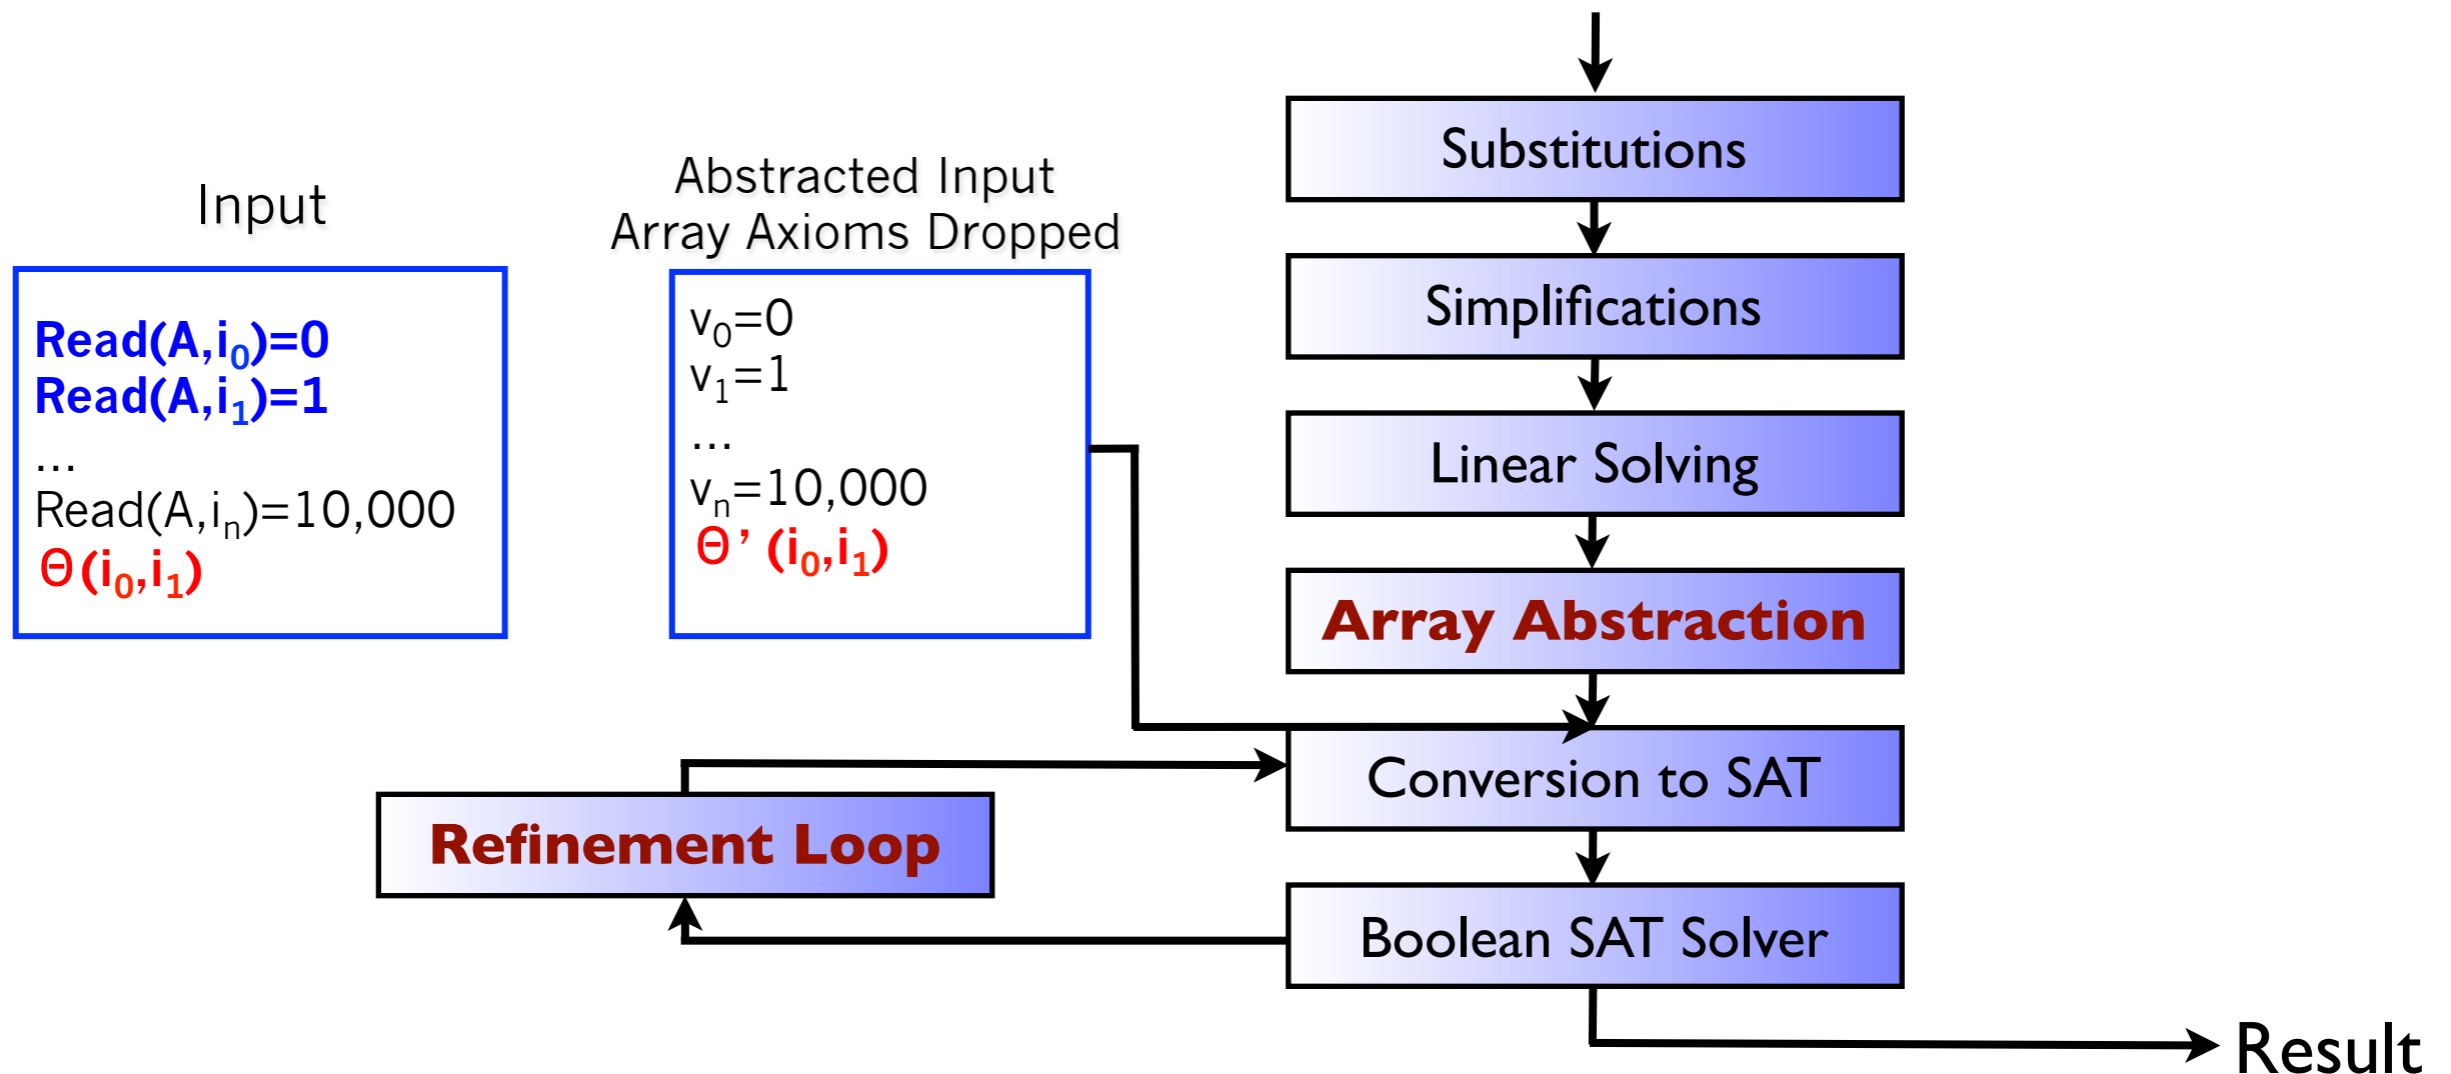 Input
Read(A,i₀)=0
Read(A,i₁)=1
...
Read(A,iₙ)=10,000
Θ(i₀,i₁)
Abstracted Input
Array Axioms Dropped
v₀=0
v₁=1
...
vₙ=10,000
Θ’ (i₀,i₁)
Substitutions
Simplifications
Linear Solving
Array Abstraction
Conversion to SAT
Refinement Loop
Boolean SAT Solver
Result